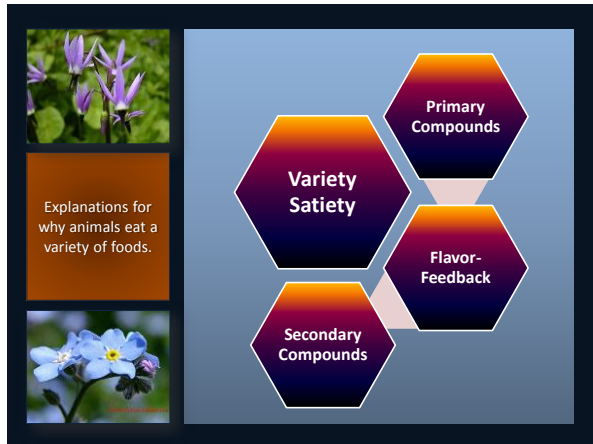 Explanations for
why animals eat a
variety of foods.
Variety
Satiety
Primary
Compounds
Flavor-
Feedback
Secondary
Compounds